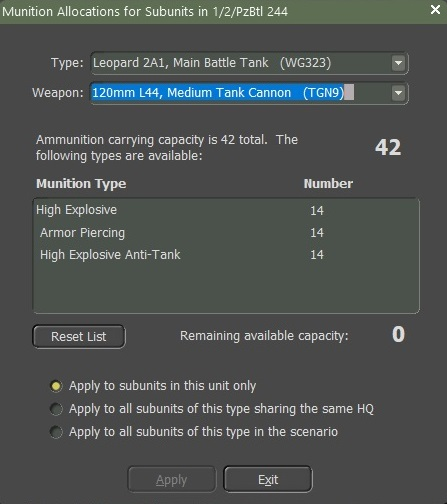 Munition Allocations for Subunits in 1/2/PzBtl 244
Type: Leopard 2A1, Main Battle Tank (WG323)
Weapon: 120mm L44, Medium Tank Cannon (TGN9)
Ammunition carrying capacity is 42 total. The
following types are available:
42
Munition Type Number
High Explosive 14
Armor Piercing 14
High Explosive Anti-Tank 14
Reset List Remaining available capacity: 0
Apply to subunits in this unit only
Apply to all subunits of this type sharing the same HQ
Apply to all subunits of this type in the scenario
Apply Exit